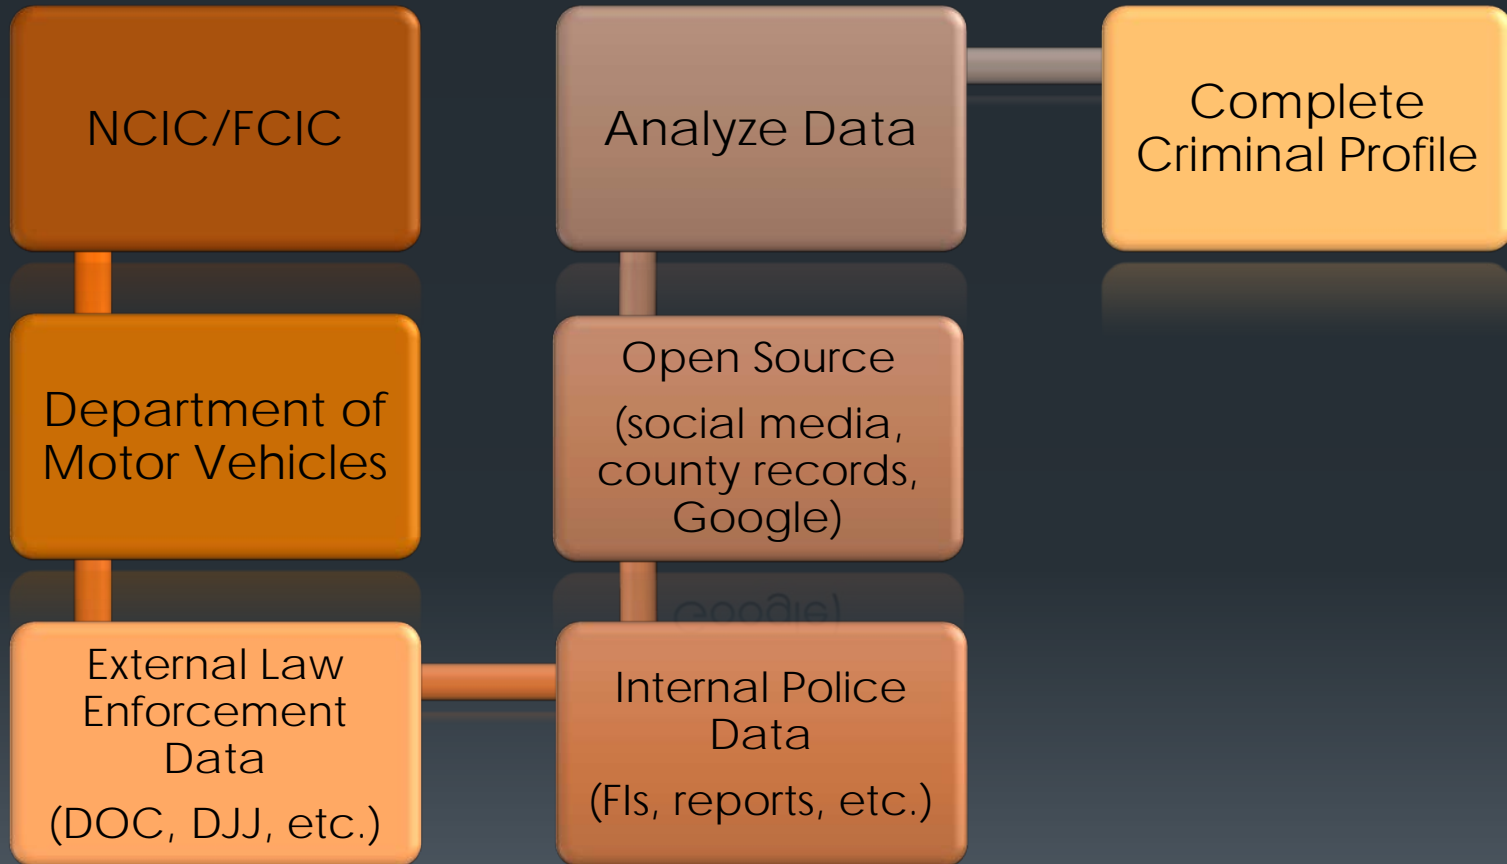 NCIC/FCIC
Department of
Motor Vehicles
External Law
Enforcement
Data
(DOC, DJJ, etc.)
Internal Police
Data
(FIs, reports, etc.)
Open Source
(social media,
county records,
Google)
Analyze Data
Complete
Criminal Profile